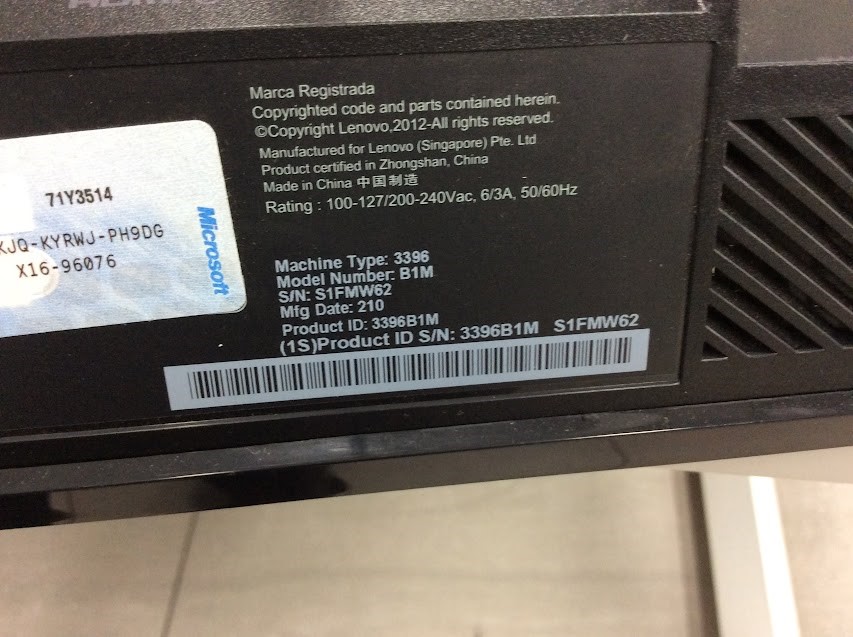 Marca Registrada
Copyrighted code and parts contained herein.
©Copyright Lenovo,2012-All rights reserved.
Manufactured for Lenovo (Singapore) Pte. Ltd
Product certified in Zhongshan, China
Made in China 中国制造
Rating : 100-127/200-240Vac, 6/3A, 50/60Hz
71Y3514
KJQ-KYRWJ-PH9DG
X16-96076
Microsoft
Machine Type: 3396
Model Number: B1M
S/N: S1FMW62
Mfg Date: 210
Product ID: 3396B1M
(1S)Product ID S/N: 3396B1M S1FMW62